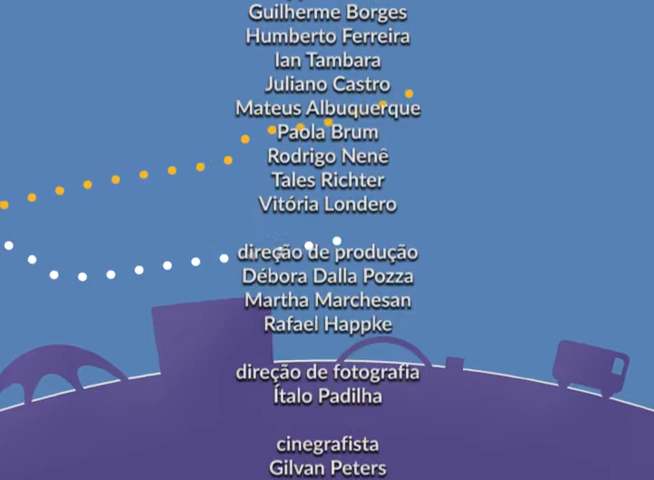 Guilherme Borges
Humberto Ferreira
Ian Tambara
Juliano Castro
Mateus Albuquerque
Paola Brum
Rodrigo Nenê
Tales Richter
Vitória Londero
direção de produção
Débora Dalla Pozza
Martha Marchesan
Rafael Happke
direção de fotografia
Ítalo Padilha
cinegrafista
Gilvan Peters